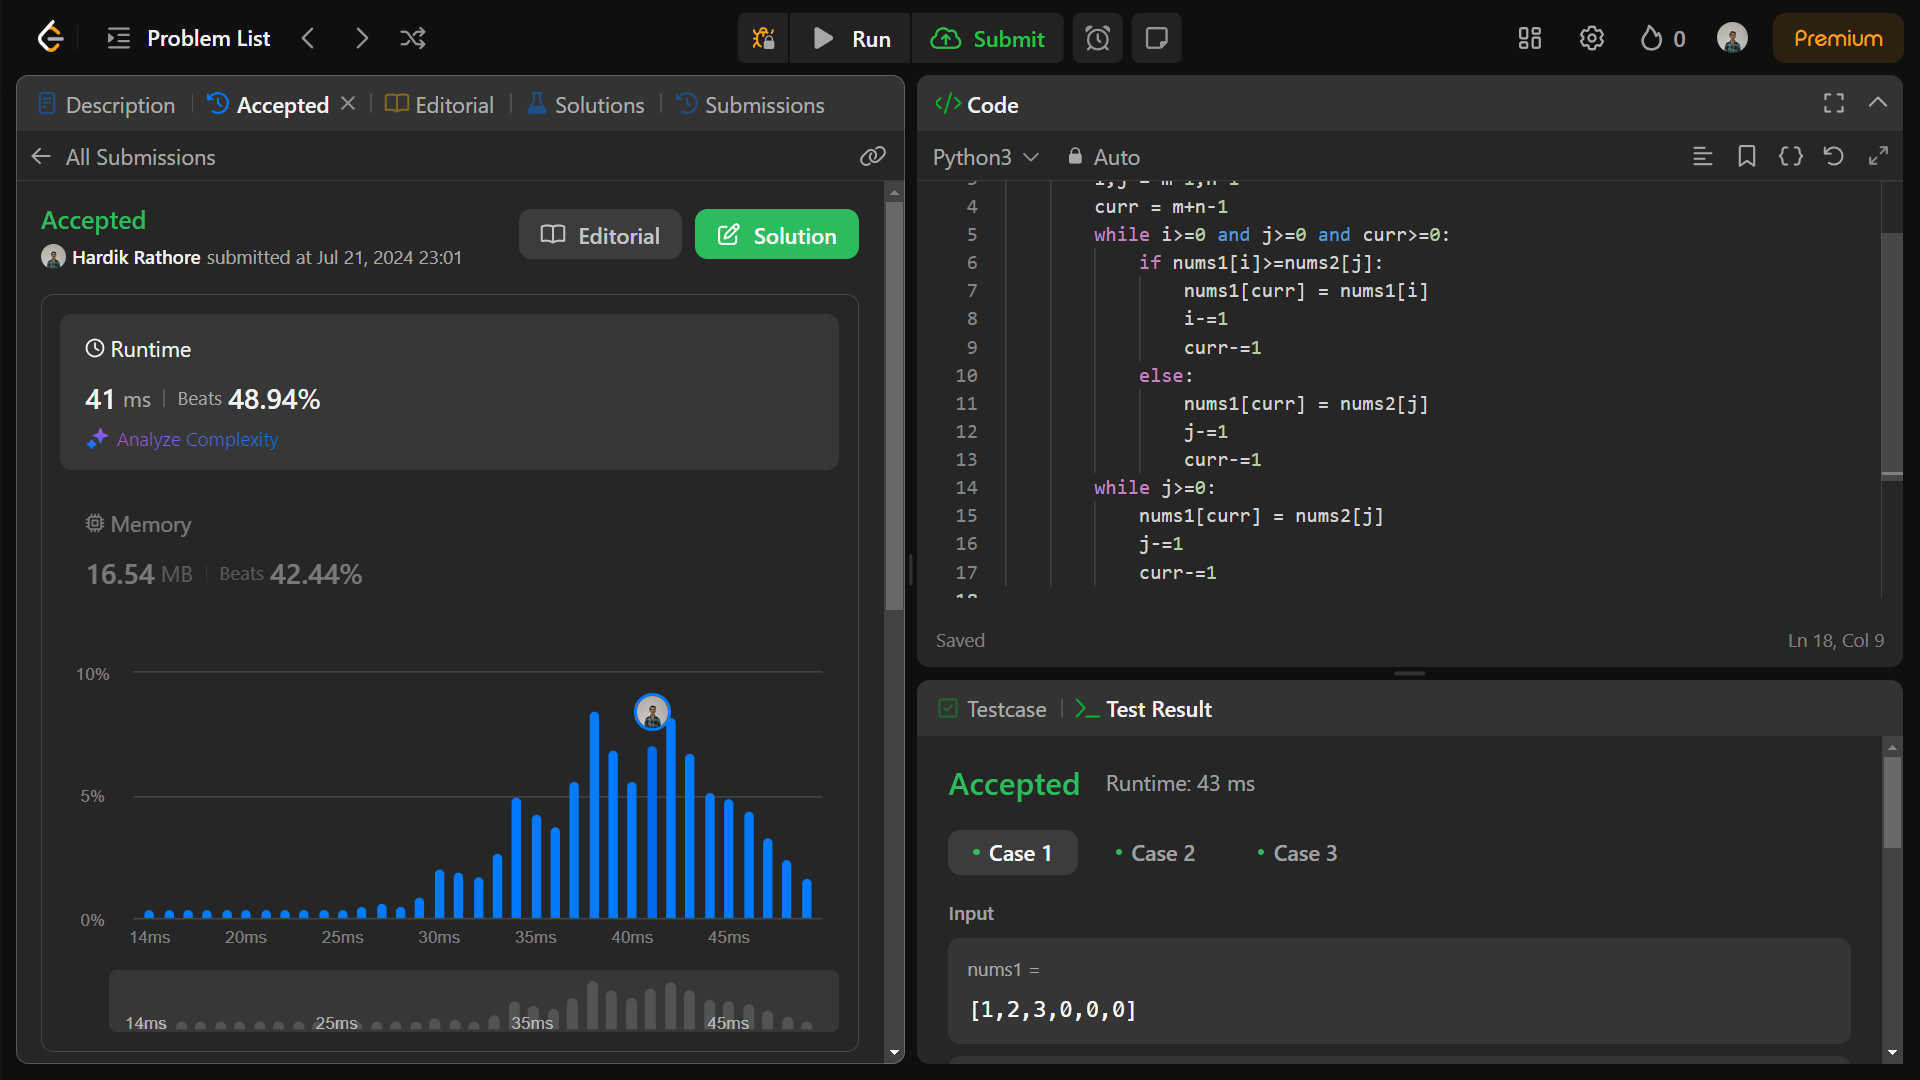 Problem List
Run
Submit
0
Premium
Description
Accepted
Editorial
Solutions
Submissions
All Submissions
Accepted
Hardik Rathore submitted at Jul 21, 2024 23:01
Editorial
Solution
Runtime
41 ms | Beats 48.94%
Analyze Complexity
Memory
16.54 MB | Beats 42.44%
10%
5%
0%
14ms 20ms 25ms 30ms 35ms 40ms 45ms
14ms 25ms 35ms 45ms
</> Code
Python3
Auto
4 curr = m+n-1
5 while i>=0 and j>=0 and curr>=0:
6 if nums1[i]>=nums2[j]:
7 nums1[curr] = nums1[i]
8 i-=1
9 curr-=1
10 else:
11 nums1[curr] = nums2[j]
12 j-=1
13 curr-=1
14 while j>=0:
15 nums1[curr] = nums2[j]
16 j-=1
17 curr-=1
Saved
Ln 18, Col 9
Testcase
Test Result
Accepted Runtime: 43 ms
Case 1
Case 2
Case 3
Input
nums1 =
[1,2,3,0,0,0]